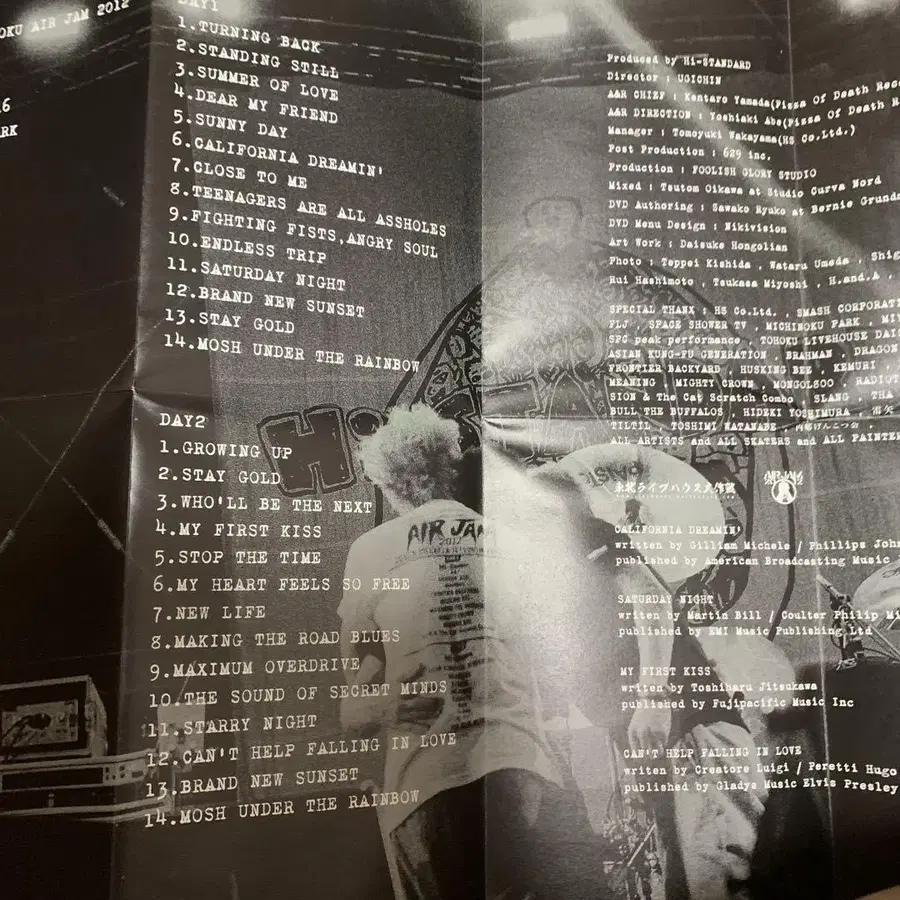 OKU AIR JAM 2012
6
ARK
DAY1
1.TURNING BACK
2.STANDING STILL
3.SUMMER OF LOVE
4.DEAR MY FRIEND
5.SUNNY DAY
6.CALIFORNIA DREAMIN'
7.CLOSE TO ME
8.TEENAGERS ARE ALL ASSHOLES
9.FIGHTING FISTS,ANGRY SOUL
10.ENDLESS TRIP
11.SATURDAY NIGHT
12.BRAND NEW SUNSET
13.STAY GOLD
14.MOSH UNDER THE RAINBOW
DAY2
1.GROWING UP
2.STAY GOLD
3.WHO'LL BE THE NEXT
4.MY FIRST KISS
5.STOP THE TIME
6.MY HEART FEELS SO FREE
7.NEW LIFE
8.MAKING THE ROAD BLUES
9.MAXIMUM OVERDRIVE
10.THE SOUND OF SECRET MINDS
11.STARRY NIGHT
12.CAN'T HELP FALLING IN LOVE
13.BRAND NEW SUNSET
14.MOSH UNDER THE RAINBOW
Hi
AIR JAM
2012
Produced by Hi-STANDARD
Director : UGICHIN
A&R CHIEF : Kentaro Yamada(Pizza Of Death Reco
A&R DIRECTION : Yoshiaki Abe(Pizza Of Death R
Manager : Tomoyuki Wakayama(HS Co.Ltd.)
Post Production : 629 inc.
Production : FOOLISH GLORY STUDIO
Mixed : Tsutom Oikawa at Studio Curva Nord
DVD Authoring : Sawako Hyuko at Bernie Grund
DVD Menu Design : Nikivision
Art Work : Daisuke Hongolian
Photo : Teppei Kishida , Wataru Umeda , Shig
Rui Hashimoto , Tsukasa Miyoshi , H.and.A ,
SPECIAL THANX : HS Co.Ltd. , SMASH CORPORATI
FLJ , SPACE SHOWER TV , MICHINOKU PARK , MIY
SPC peak performance , TOHOKU LIVEHOUSE DAIS
ASIAN KUNG-FU GENERATION , BRAHMAN , DRAGON
FRONTIER BACKYARD , HUSKING BEE , KEMURI ,
MEANING , MIGHTY CROWN , MONGOL800 , RADIOT
SION & The Cat Scratch Combo , SLANG , THA
BULL THE BUFFALOS , HIDEKI YOSHIMURA , 雷矢
TILTIL , TOSHIMI WATANABE ,
ALL ARTISTS and ALL SKATERS and ALL PAINTER
東北ライブハウス大作戦
AIR JAM
CALIFORNIA DREAMIN'
written by Gilliam Michele / Phillips John
published by American Broadcasting Music
SATURDAY NIGHT
writen by Martin Bill / Coulter Philip Mi
published by EMI Music Publishing Ltd
MY FIRST KISS
writen by Toshiharu Jitsukawa
published by Fujipacific Music Inc
CAN'T HELP FALLING IN LOVE
writen by Creatore Luigi / Peretti Hugo
published by Gladys Music Elvis Presley